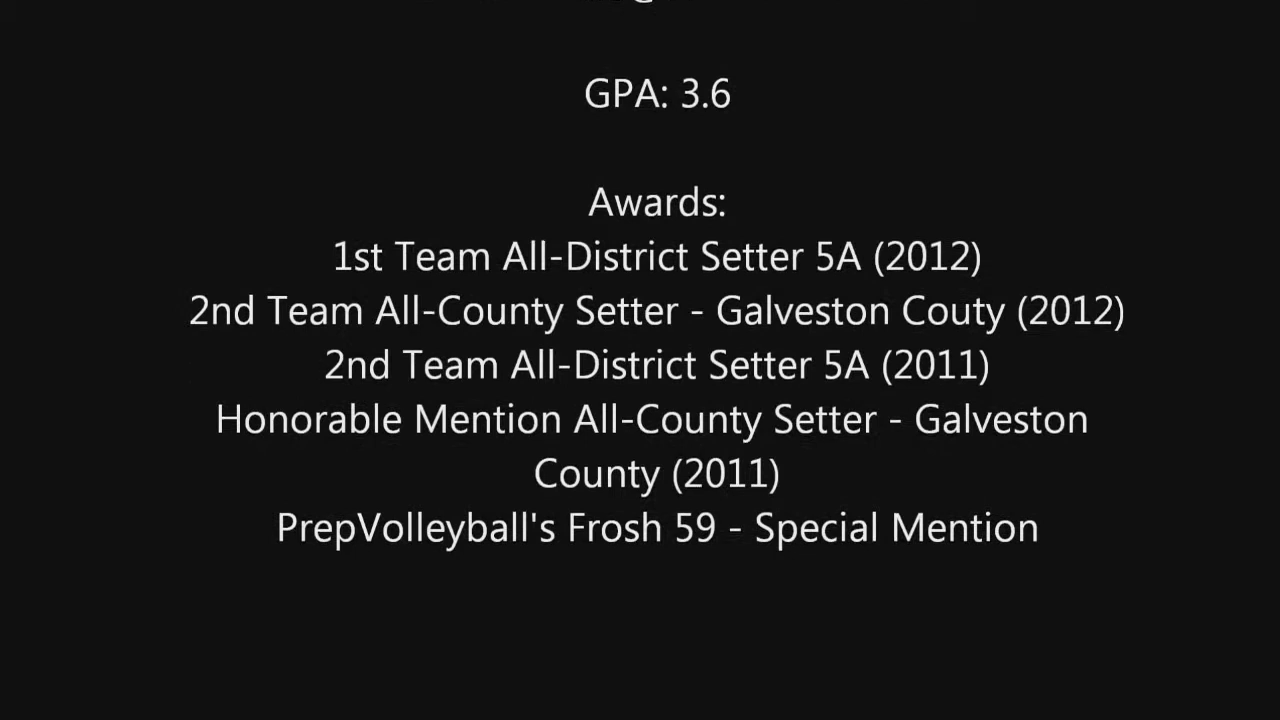 GPA: 3.6
Awards:
1st Team All-District Setter 5A (2012)
2nd Team All-County Setter - Galveston Couty (2012)
2nd Team All-District Setter 5A (2011)
Honorable Mention All-County Setter - Galveston
County (2011)
PrepVolleyball's Frosh 59 - Special Mention